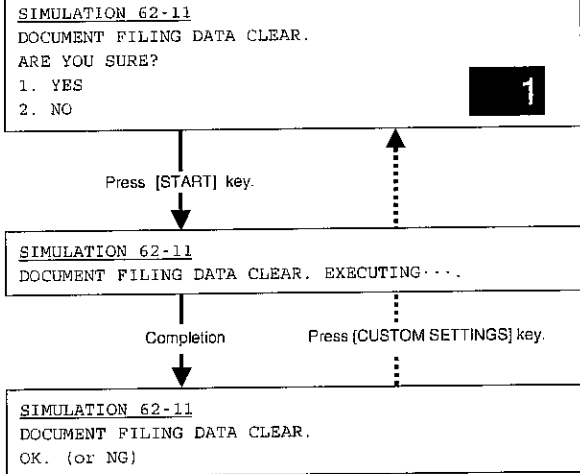 SIMULATION 62-11
DOCUMENT FILING DATA CLEAR.
ARE YOU SURE?
1. YES
2. NO
1
Press [START] key.
SIMULATION 62-11
DOCUMENT FILING DATA CLEAR. EXECUTING····.
Completion
Press [CUSTOM SETTINGS] key.
SIMULATION 62-11
DOCUMENT FILING DATA CLEAR.
OK. (or NG)